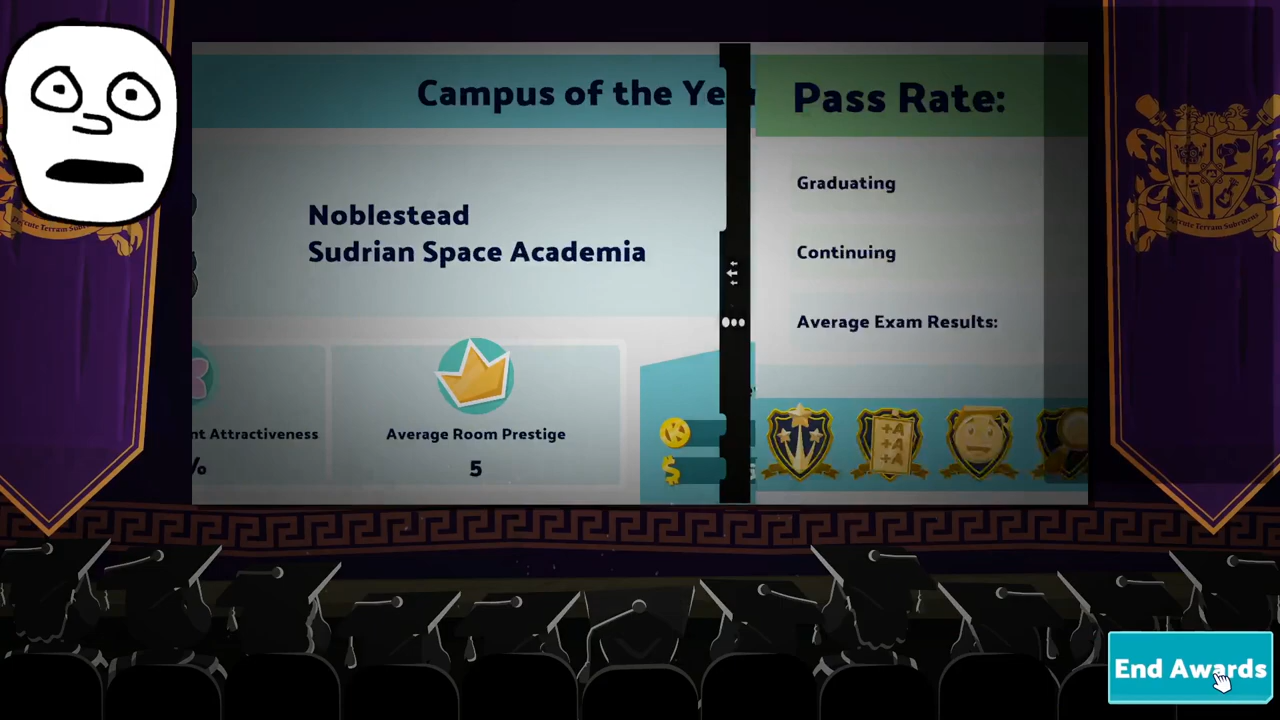 Campus of the Ye
Pass Rate:
Graduating
Noblestead
Sudrian Space Academia
Continuing
Average Exam Results:
nt Attractiveness
%
Average Room Prestige
5
+A
+A
+A
End Awards